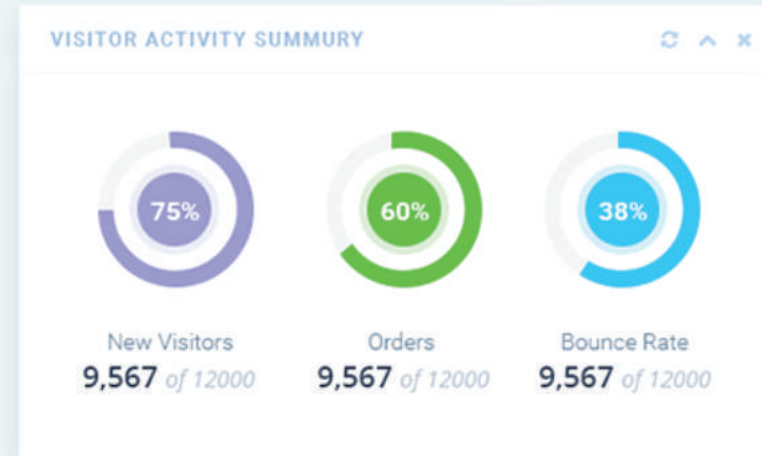 VISITOR ACTIVITY SUMMURY
75% 60% 38%
New Visitors Orders Bounce Rate
9,567 of 12000 9,567 of 12000 9,567 of 12000